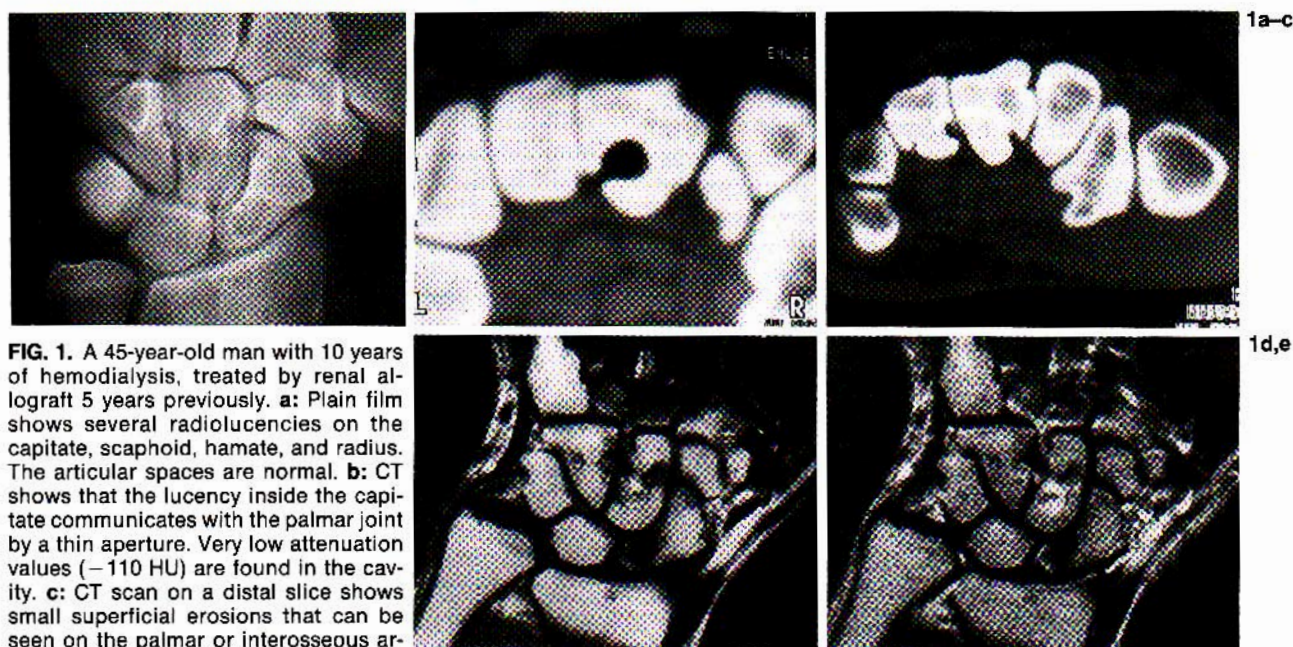 1a–c
L
R
1d,e
FIG. 1. A 45-year-old man with 10 years
of hemodialysis, treated by renal al-
lograft 5 years previously. a: Plain film
shows several radiolucencies on the
capitate, scaphoid, hamate, and radius.
The articular spaces are normal. b: CT
shows that the lucency inside the capi-
tate communicates with the palmar joint
by a thin aperture. Very low attenuation
values (−110 HU) are found in the cav-
ity. c: CT scan on a distal slice shows
small superficial erosions that can be
seen on the palmar or interosseous ar-